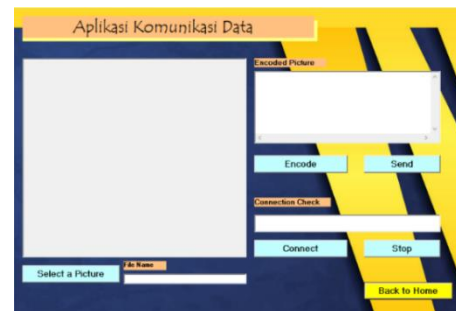 Aplikasi Komunikasi Data
Encoded Picture
Encode
Send
Connection Check
Connect
Stop
File Name
Select a Picture
Back to Home